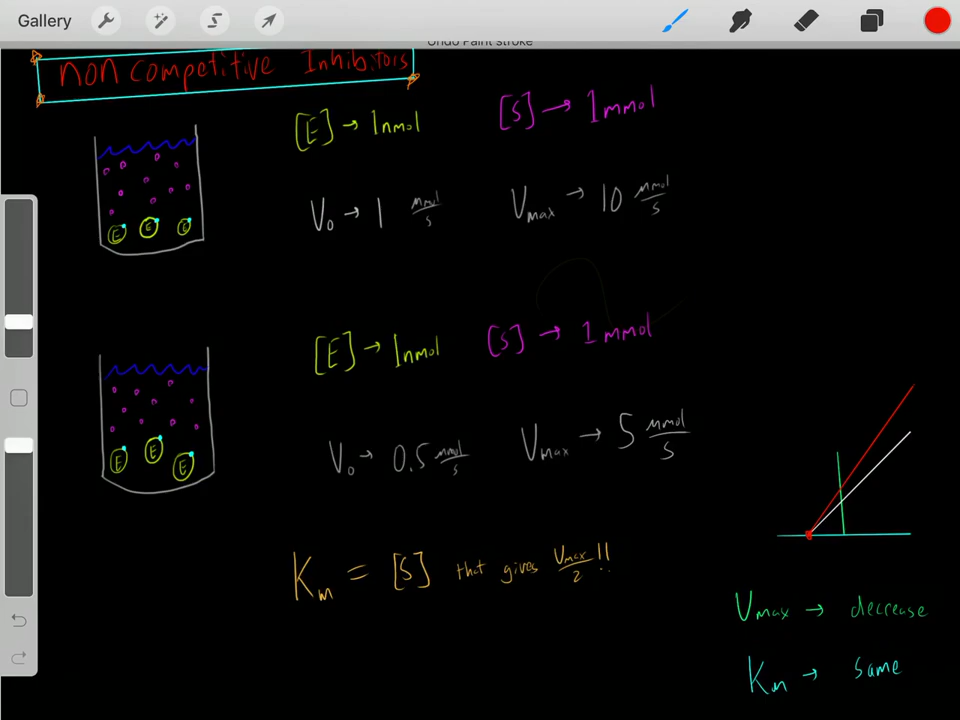 Gallery
Undo Paint stroke
non competitive Inhibitors
[E] → 1nmol [S] → 1mmol
V₀ → 1 mmol/s Vmax → 10 mmol/s
E E E
[E] → 1nmol [S] → 1mmol
V₀ → 0.5 mmol/s Vmax → 5 mmol/s
E E E
Km = [S] that gives Vmax/2 !!
Vmax → decrease
Km → same